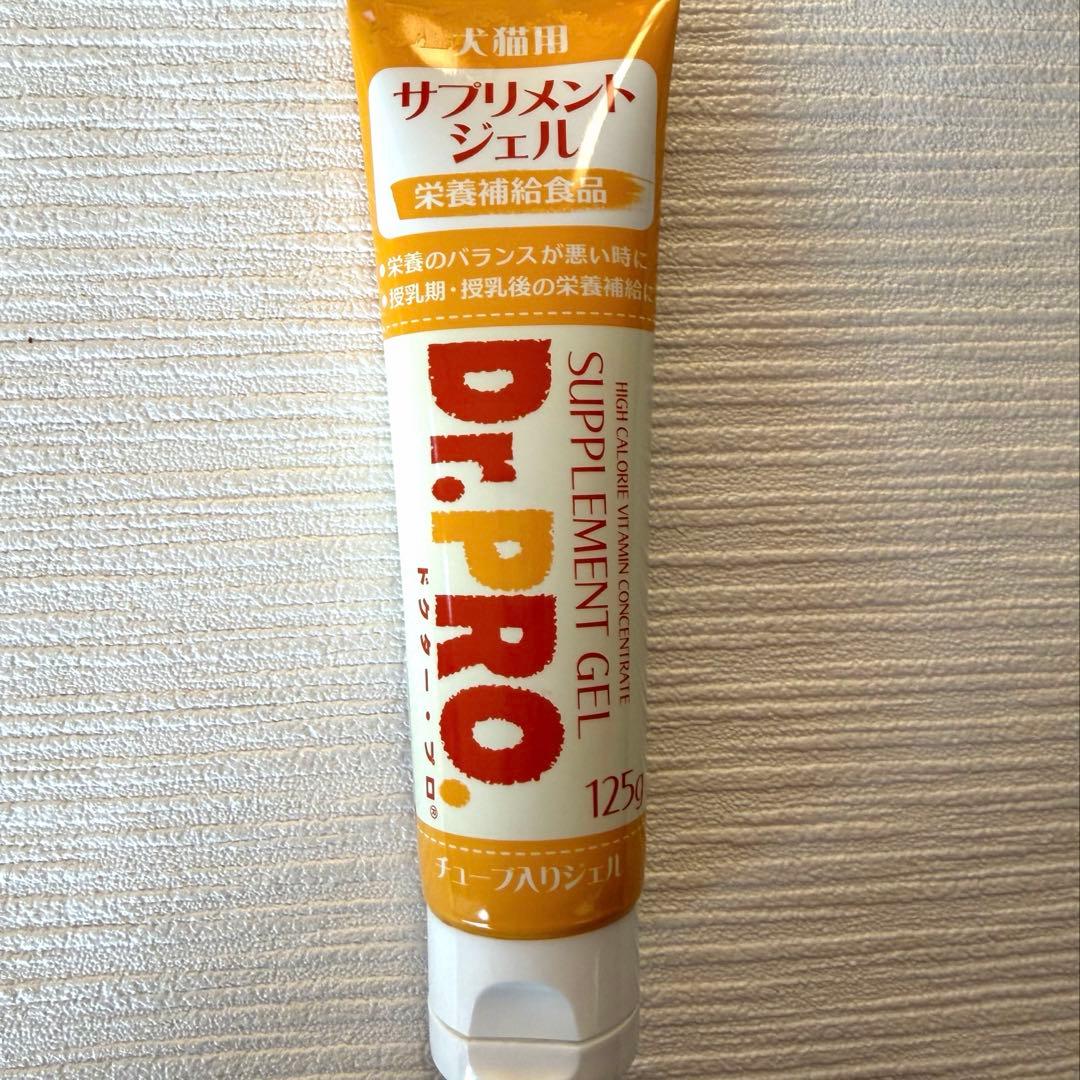 犬猫用
サプリメント
ジェル
栄養補給食品
•栄養のバランスが悪い時に
•授乳期・授乳後の栄養補給に
Dr.PRO.
ドクター・プロ®
SUPPLEMENT GEL
HIGH CALORIE VITAMIN CONCENTRATE
125g
チューブ入りジェル